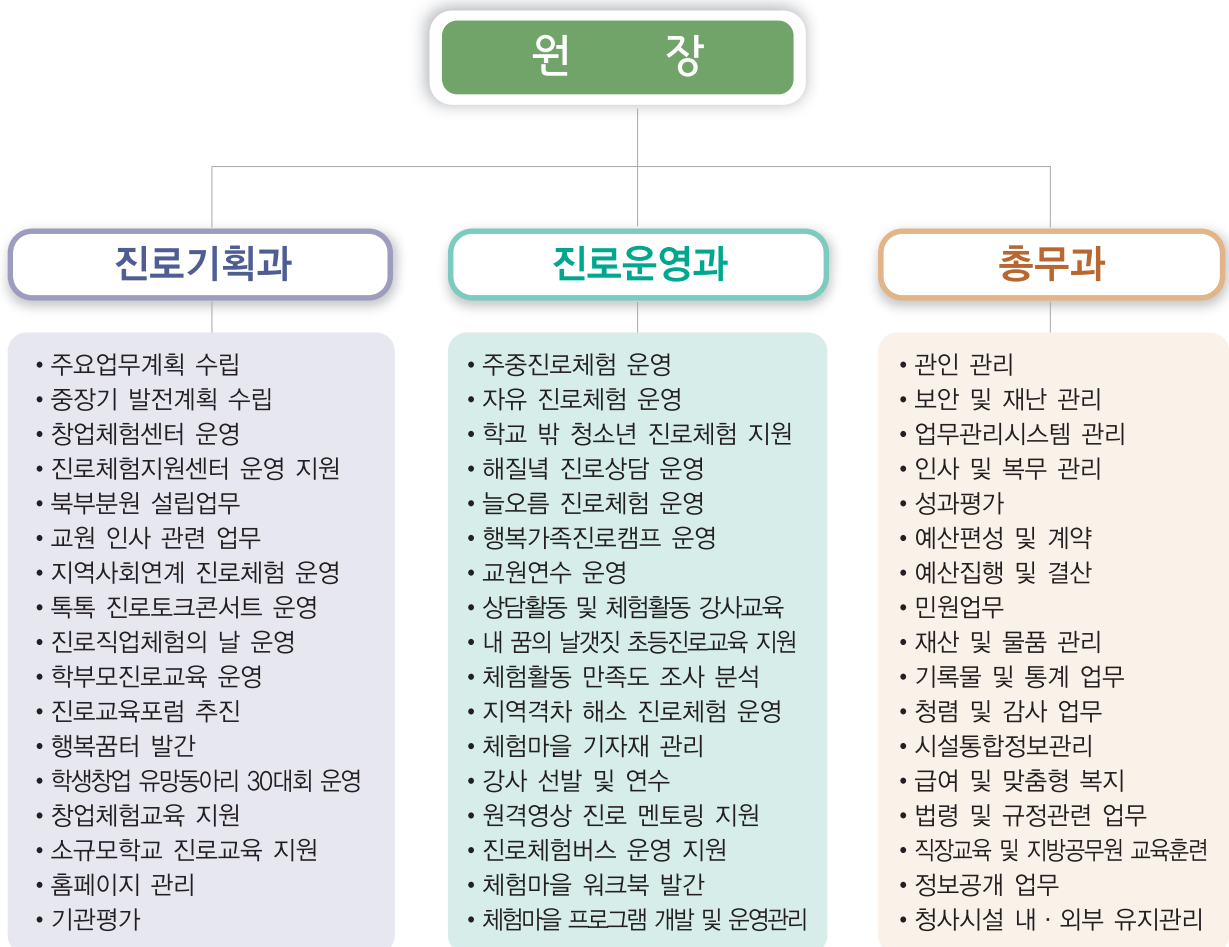 원 장
진로기획과
• 주요업무계획 수립
• 중장기 발전계획 수립
• 창업체험센터 운영
• 진로체험지원센터 운영 지원
• 북부분원 설립업무
• 교원 인사 관련 업무
• 지역사회연계 진로체험 운영
• 톡톡 진로토크콘서트 운영
• 진로직업체험의 날 운영
• 학부모진로교육 운영
• 진로교육포럼 추진
• 행복꿈터 발간
• 학생창업 유망동아리 30대회 운영
• 창업체험교육 지원
• 소규모학교 진로교육 지원
• 홈페이지 관리
• 기관평가
진로운영과
• 주중진로체험 운영
• 자유 진로체험 운영
• 학교 밖 청소년 진로체험 지원
• 해질녘 진로상담 운영
• 늘오름 진로체험 운영
• 행복가족진로캠프 운영
• 교원연수 운영
• 상담활동 및 체험활동 강사교육
• 내 꿈의 날갯짓 초등진로교육 지원
• 체험활동 만족도 조사 분석
• 지역격차 해소 진로체험 운영
• 체험마을 기자재 관리
• 강사 선발 및 연수
• 원격영상 진로 멘토링 지원
• 진로체험버스 운영 지원
• 체험마을 워크북 발간
• 체험마을 프로그램 개발 및 운영관리
총무과
• 관인 관리
• 보안 및 재난 관리
• 업무관리시스템 관리
• 인사 및 복무 관리
• 성과평가
• 예산편성 및 계약
• 예산집행 및 결산
• 민원업무
• 재산 및 물품 관리
• 기록물 및 통계 업무
• 청렴 및 감사 업무
• 시설통합정보관리
• 급여 및 맞춤형 복지
• 법령 및 규정관련 업무
• 직장교육 및 지방공무원 교육훈련
• 정보공개 업무
• 청사시설 내 · 외부 유지관리